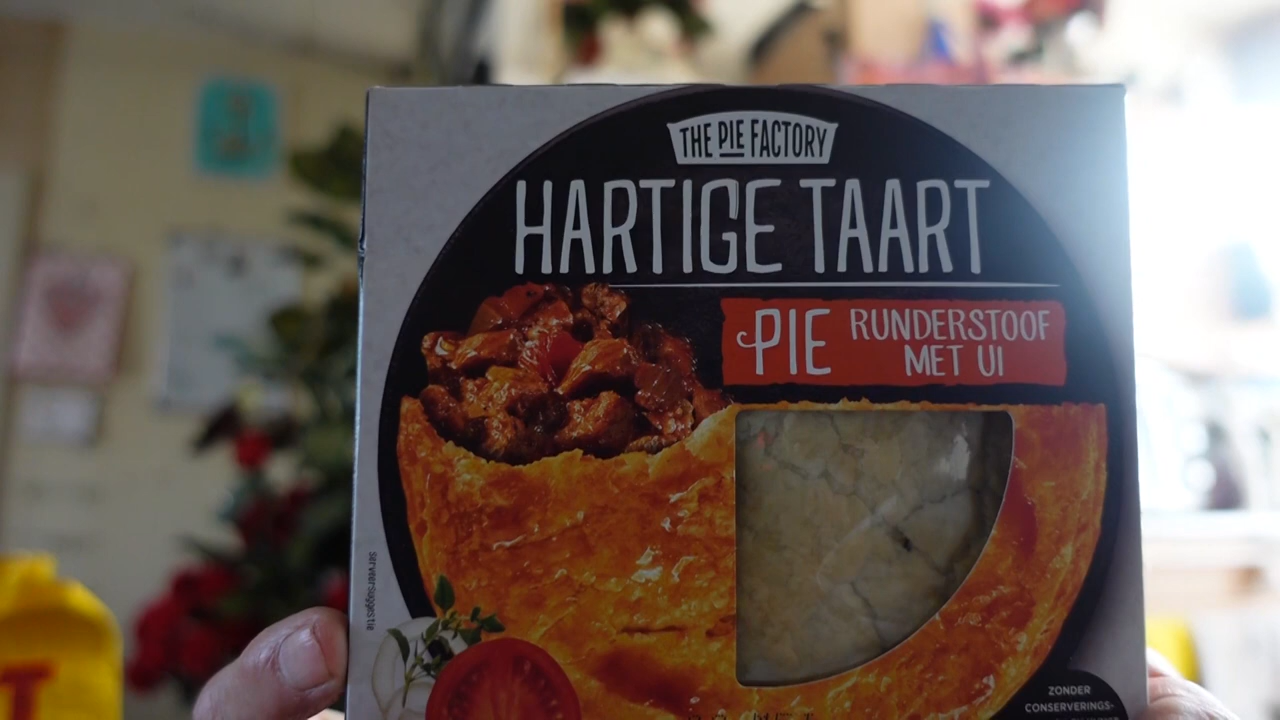 THE PIE FACTORY
HARTIGE TAART
PIE
RUNDERSTOOF
MET UI
Serveersuggestie
ZONDER
CONSERVERINGS-